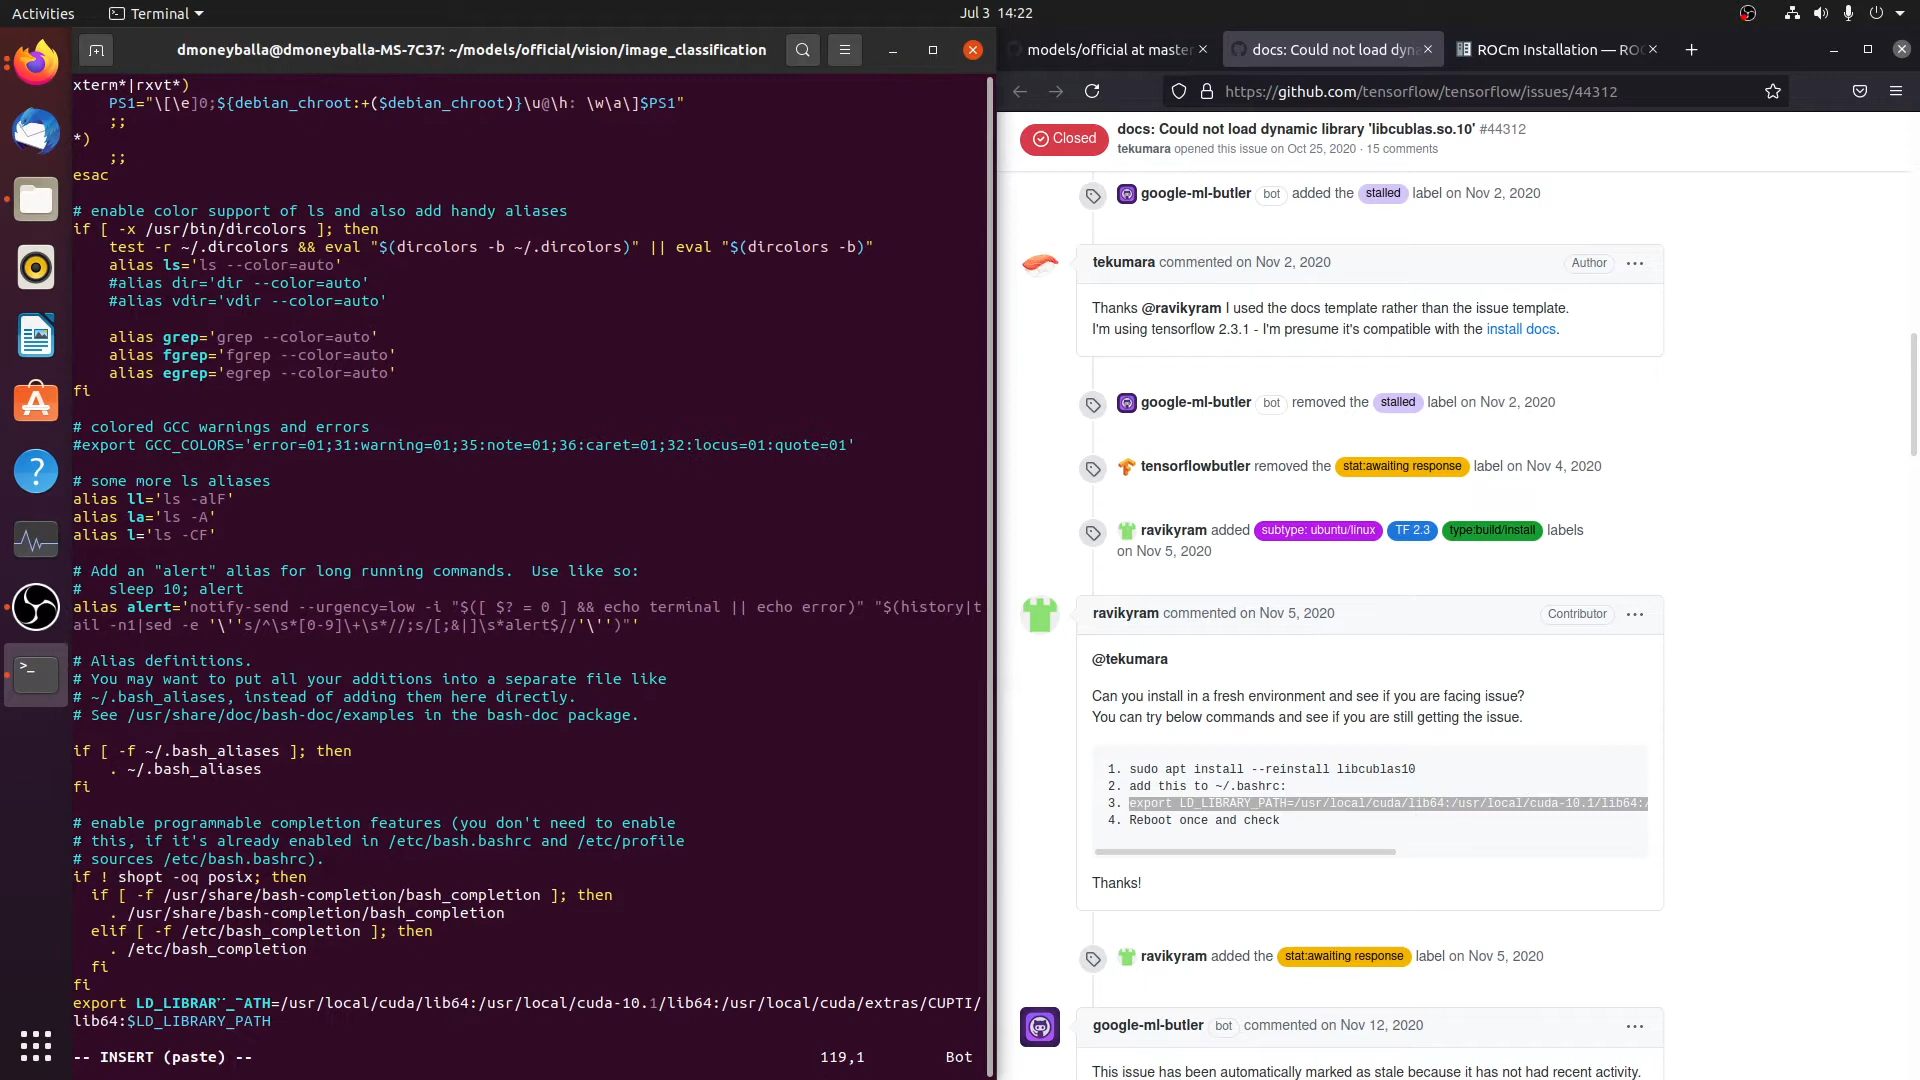 Activities
Terminal
Jul 3 14:22
dmoneyballa@dmoneyballa-MS-7C37: ~/models/official/vision/image_classification
xterm*|rxvt*)
    PS1="\[\e]0;${debian_chroot:+($debian_chroot)}\u@\h: \w\a\]$PS1"
    ;;
*)
    ;;
esac
# enable color support of ls and also add handy aliases
if [ -x /usr/bin/dircolors ]; then
    test -r ~/.dircolors && eval "$(dircolors -b ~/.dircolors)" || eval "$(dircolors -b)"
    alias ls='ls --color=auto'
    #alias dir='dir --color=auto'
    #alias vdir='vdir --color=auto'
    alias grep='grep --color=auto'
    alias fgrep='fgrep --color=auto'
    alias egrep='egrep --color=auto'
fi
# colored GCC warnings and errors
#export GCC_COLORS='error=01;31:warning=01;35:note=01;36:caret=01;32:locus=01:quote=01'
# some more ls aliases
alias ll='ls -alF'
alias la='ls -A'
alias l='ls -CF'
# Add an "alert" alias for long running commands.  Use like so:
#   sleep 10; alert
alias alert='notify-send --urgency=low -i "$([ $? = 0 ] && echo terminal || echo error)" "$(history|t
ail -n1|sed -e '\''s/^\s*[0-9]\+\s*//;s/[;&|]\s*alert$//'\'')"'
# Alias definitions.
# You may want to put all your additions into a separate file like
# ~/.bash_aliases, instead of adding them here directly.
# See /usr/share/doc/bash-doc/examples in the bash-doc package.
if [ -f ~/.bash_aliases ]; then
    . ~/.bash_aliases
fi
# enable programmable completion features (you don't need to enable
# this, if it's already enabled in /etc/bash.bashrc and /etc/profile
# sources /etc/bash.bashrc).
if ! shopt -oq posix; then
  if [ -f /usr/share/bash-completion/bash_completion ]; then
    . /usr/share/bash-completion/bash_completion
  elif [ -f /etc/bash_completion ]; then
    . /etc/bash_completion
  fi
fi
export LD_LIBRARY_PATH=/usr/local/cuda/lib64:/usr/local/cuda-10.1/lib64:/usr/local/cuda/extras/CUPTI/
lib64:$LD_LIBRARY_PATH
-- INSERT (paste) --
119,1
Bot
models/official at master
docs: Could not load dyna
ROCm Installation — RO
https://github.com/tensorflow/tensorflow/issues/44312
Closed
docs: Could not load dynamic library 'libcublas.so.10' #44312
tekumara opened this issue on Oct 25, 2020 · 15 comments
google-ml-butler bot added the stalled label on Nov 2, 2020
tekumara commented on Nov 2, 2020
Author
Thanks @ravikyram I used the docs template rather than the issue template.
I'm using tensorflow 2.3.1 - I'm presume it's compatible with the install docs.
google-ml-butler bot removed the stalled label on Nov 2, 2020
tensorflowbutler removed the stat:awaiting response label on Nov 4, 2020
ravikyram added subtype: ubuntu/linux TF 2.3 type:build/install labels
on Nov 5, 2020
ravikyram commented on Nov 5, 2020
Contributor
@tekumara
Can you install in a fresh environment and see if you are facing issue?
You can try below commands and see if you are still getting the issue.
1. sudo apt install --reinstall libcublas10
2. add this to ~/.bashrc:
3. export LD_LIBRARY_PATH=/usr/local/cuda/lib64:/usr/local/cuda-10.1/lib64:/
4. Reboot once and check
Thanks!
ravikyram added the stat:awaiting response label on Nov 5, 2020
google-ml-butler bot commented on Nov 12, 2020
This issue has been automatically marked as stale because it has not had recent activity.